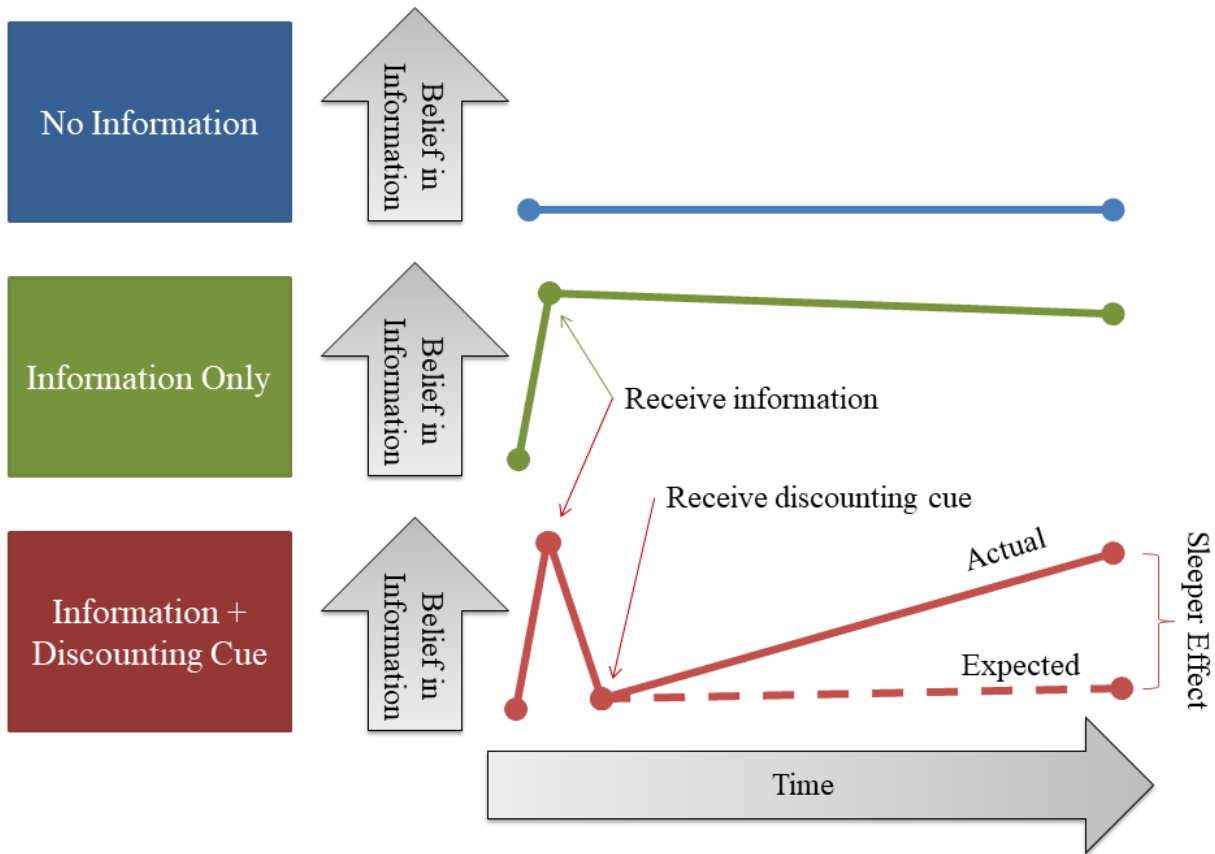 No Information
Belief in
Information
Information Only
Belief in
Information
Receive information
Receive discounting cue
Information +
Discounting Cue
Belief in
Information
Actual
Expected
Sleeper Effect
Time